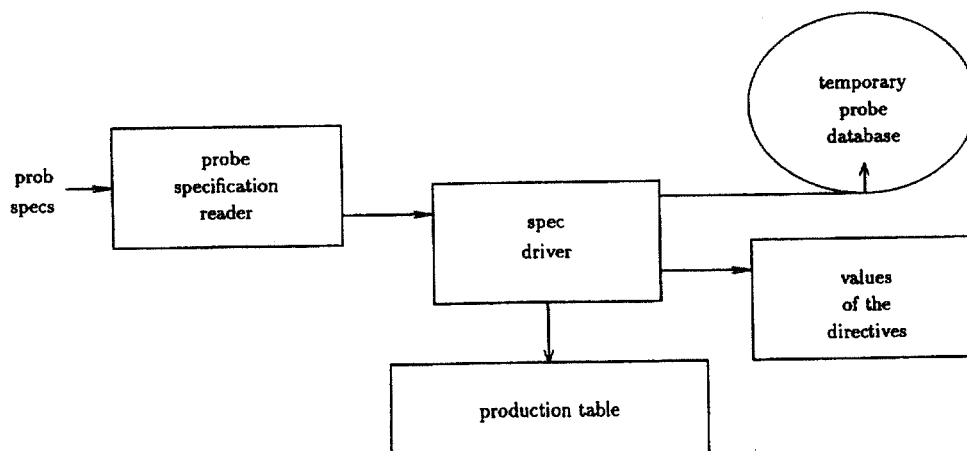 prob
specs
probe
specification
reader
spec
driver
temporary
probe
database
values
of the
directives
production table